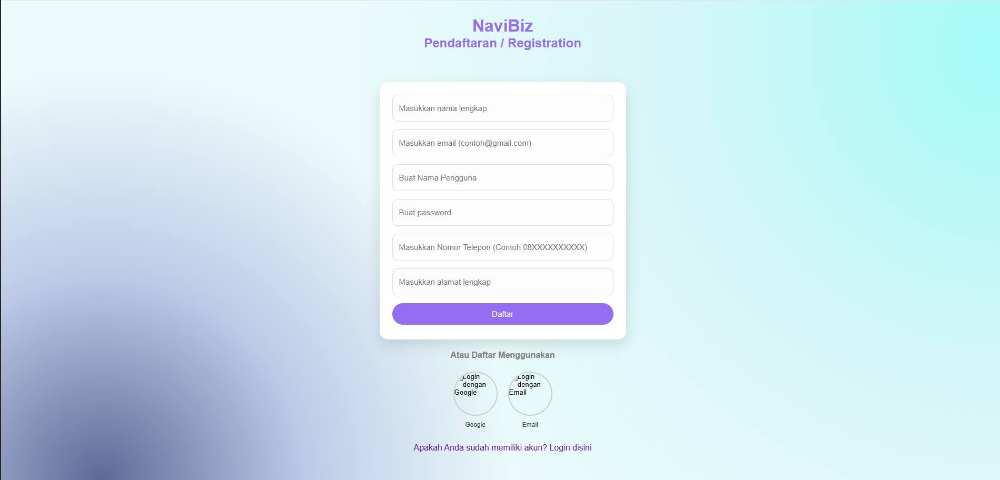 NaviBiz
Pendaftaran / Registration
Masukkan nama lengkap
Masukkan email (contoh@gmail.com)
Buat Nama Pengguna
Buat password
Masukkan Nomor Telepon (Contoh 08XXXXXXXXXX)
Masukkan alamat lengkap
Daftar
Atau Daftar Menggunakan
Login
dengan
Google
Login
dengan
Email
Google
Email
Apakah Anda sudah memiliki akun? Login disini